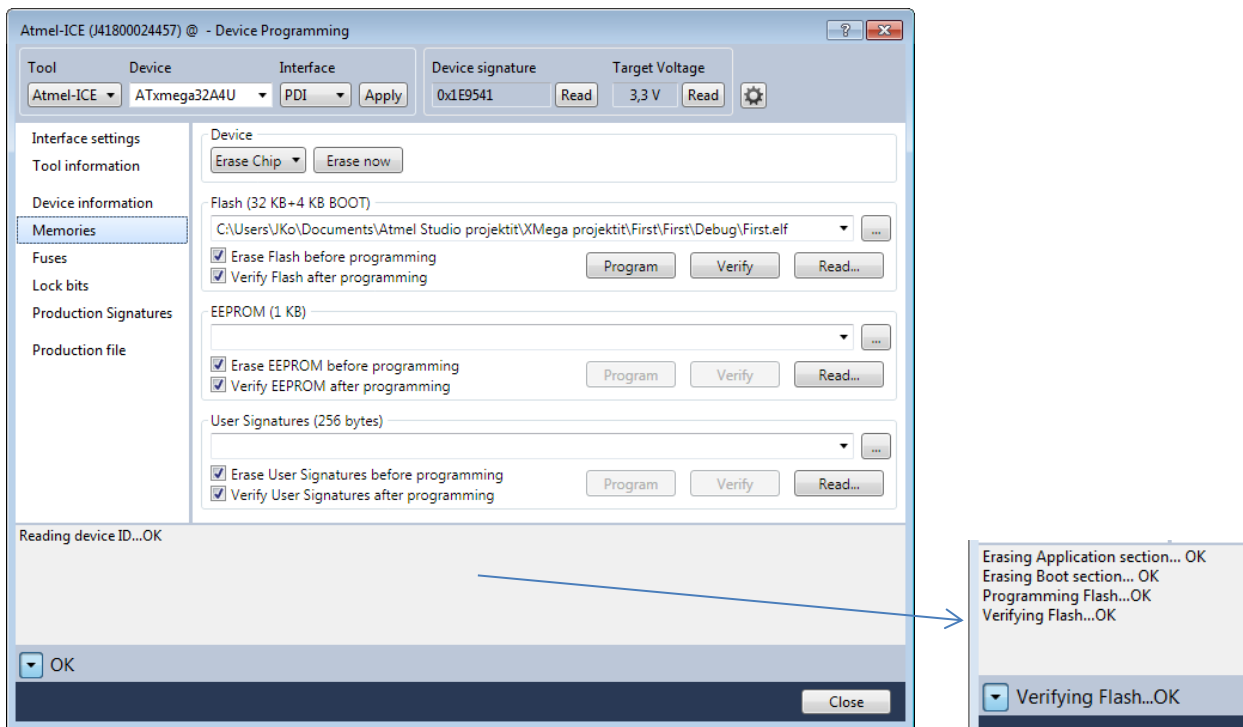 Atmel-ICE (J41800024457) @  - Device Programming
Tool Device Interface Device signature Target Voltage
Atmel-ICE ATxmega32A4U PDI Apply 0x1E9541 Read 3,3 V Read
Interface settings
Tool information
Device information
Memories
Fuses
Lock bits
Production Signatures
Production file
Device
Erase Chip Erase now
Flash (32 KB+4 KB BOOT)
C:\Users\JKo\Documents\Atmel Studio projektit\XMega projektit\First\First\Debug\First.elf ...
Erase Flash before programming
Verify Flash after programming
Program Verify Read...
EEPROM (1 KB)
...
Erase EEPROM before programming
Verify EEPROM after programming
Program Verify Read...
User Signatures (256 bytes)
...
Erase User Signatures before programming
Verify User Signatures after programming
Program Verify Read...
Reading device ID...OK
OK
Close
Erasing Application section... OK
Erasing Boot section... OK
Programming Flash...OK
Verifying Flash...OK
Verifying Flash...OK